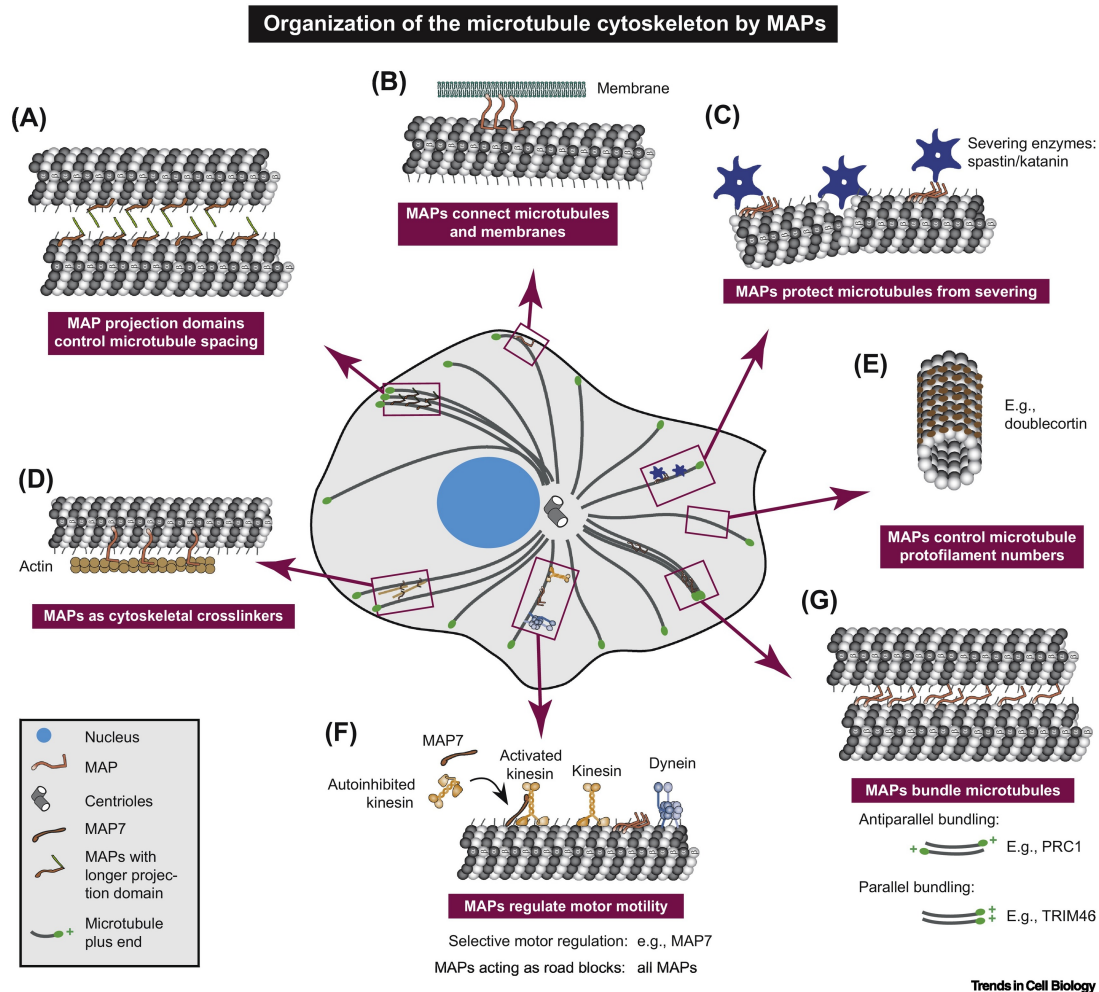 Organization of the microtubule cytoskeleton by MAPs
(A)
MAP projection domains
control microtubule spacing
(B)
Membrane
MAPs connect microtubules
and membranes
(C)
Severing enzymes:
spastin/katanin
MAPs protect microtubules from severing
(D)
Actin
MAPs as cytoskeletal crosslinkers
(E)
E.g.,
doublecortin
MAPs control microtubule
protofilament numbers
(F)
MAP7
Autoinhibited
kinesin
Activated
kinesin
Kinesin
Dynein
MAPs regulate motor motility
Selective motor regulation: e.g., MAP7
MAPs acting as road blocks: all MAPs
(G)
MAPs bundle microtubules
Antiparallel bundling:
+ + E.g., PRC1
Parallel bundling:
+
+ E.g., TRIM46
Nucleus
MAP
Centrioles
MAP7
MAPs with
longer projec-
tion domain
+ Microtubule
plus end
Trends in Cell Biology